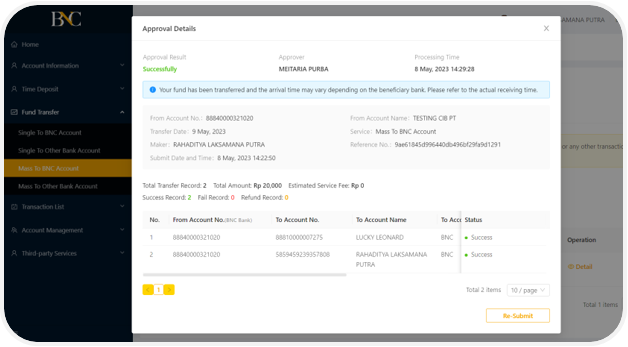 BNC
AMANA PUTRA
Home
Account Information
Time Deposit
Fund Transfer
Single To BNC Account
Single To Other Bank Account
Mass To BNC Account
Mass To Other Bank Account
Transaction List
Account Management
Third-party Services
Approval Details
Approval Result
Successfully
Approver
MEITARIA PURBA
Processing Time
8 May, 2023 14:29:28
Your fund has been transferred and the arrival time may vary depending on the beneficiary bank. Please refer to the actual receiving time.
From Account No.: 88840000321020
From Account Name: TESTING CIB PT
Transfer Date: 9 May, 2023
Service: Mass To BNC Account
Maker: RAHADITYA LAKSAMANA PUTRA
Reference No.: 9ae61845d996440db496bf29fa9d1291
Submit Date and Time: 8 May, 2023 14:22:50
Total Transfer Record: 2 Total Amount: Rp 20,000 Estimated Service Fee: Rp 0
Success Record: 2 Fail Record: 0 Refund Record: 0
No. From Account No.(BNC Bank) To Account No. To Account Name To Acc Status
1 88840000321020 88810000007275 LUCKY LEONARD BNC Success
2 88840000321020 5859459239357808 RAHADITYA LAKSAMANA PUTRA BNC Success
1
Total 2 items 10 / page
Re-Submit
or any other transactio
Operation
Detail
Total 1 items